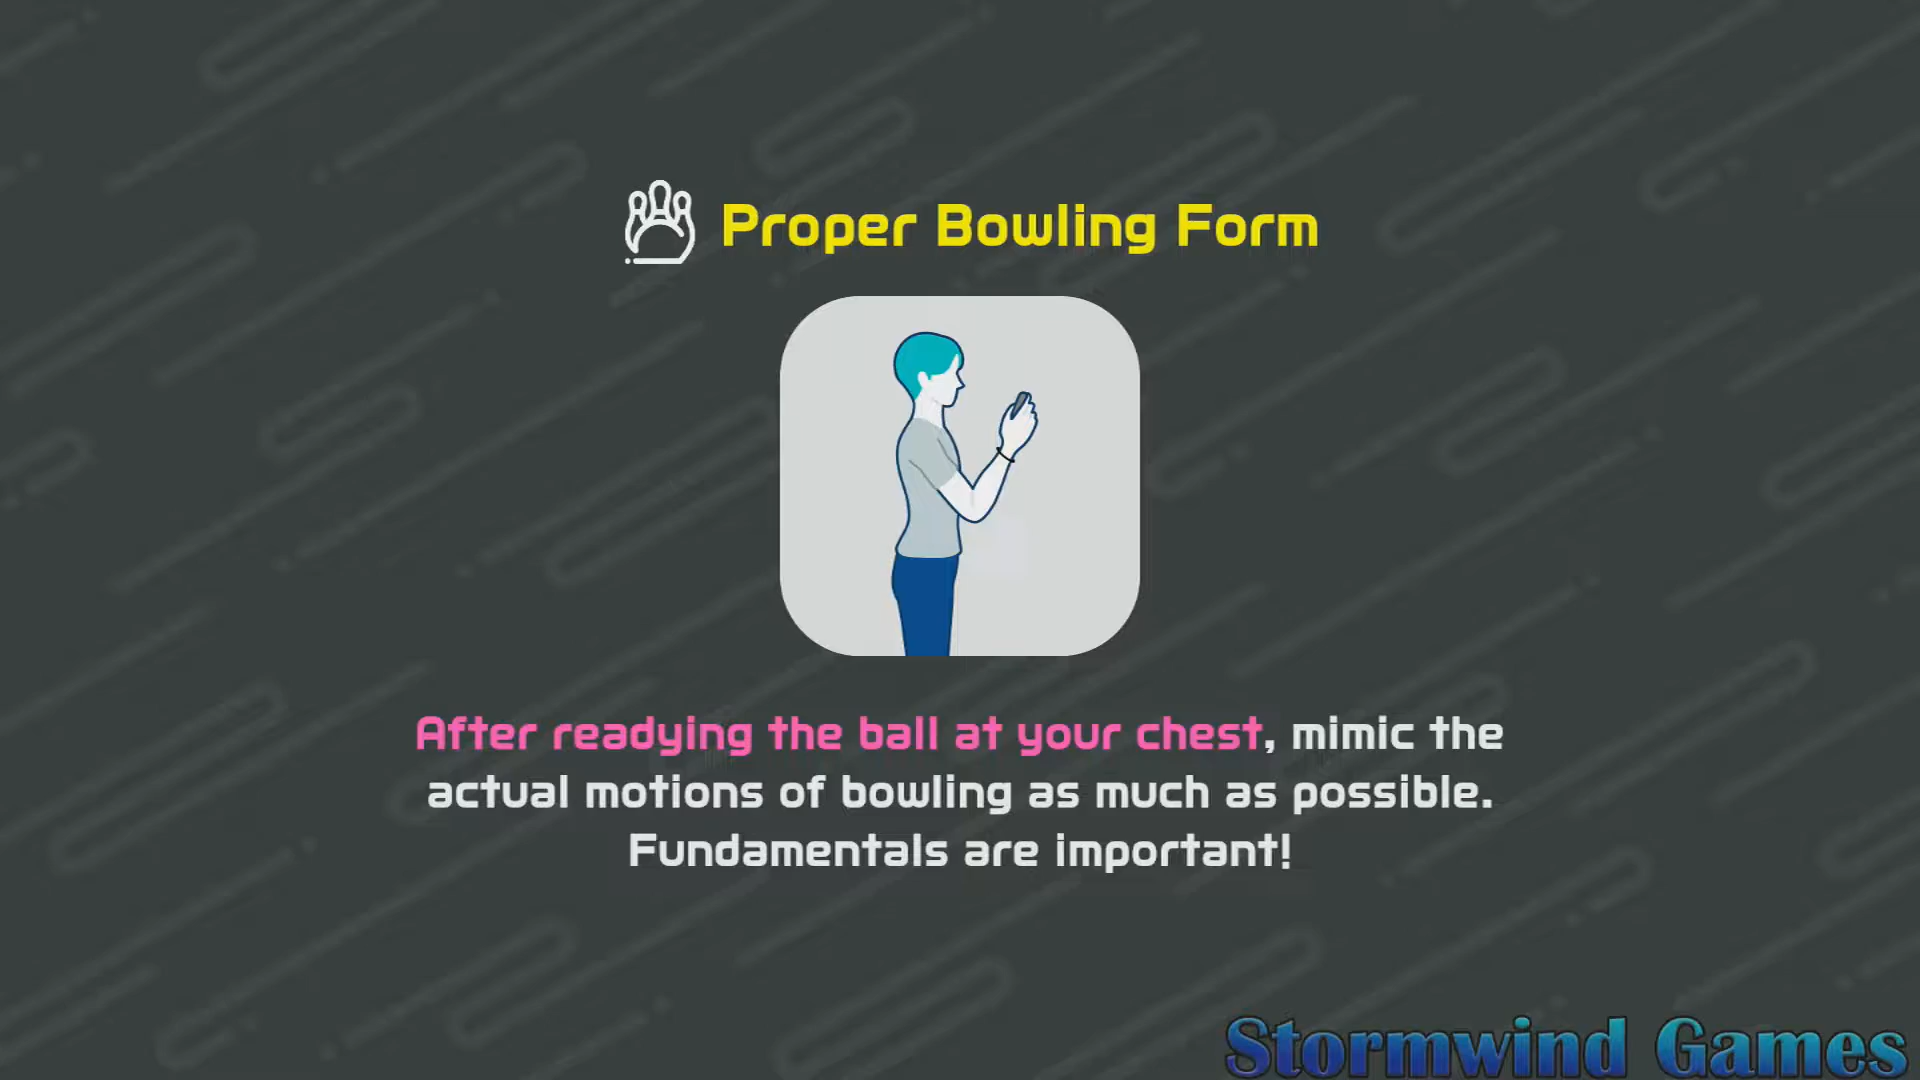 Proper Bowling Form
After readying the ball at your chest, mimic the
actual motions of bowling as much as possible.
Fundamentals are important!
Stormwind Games